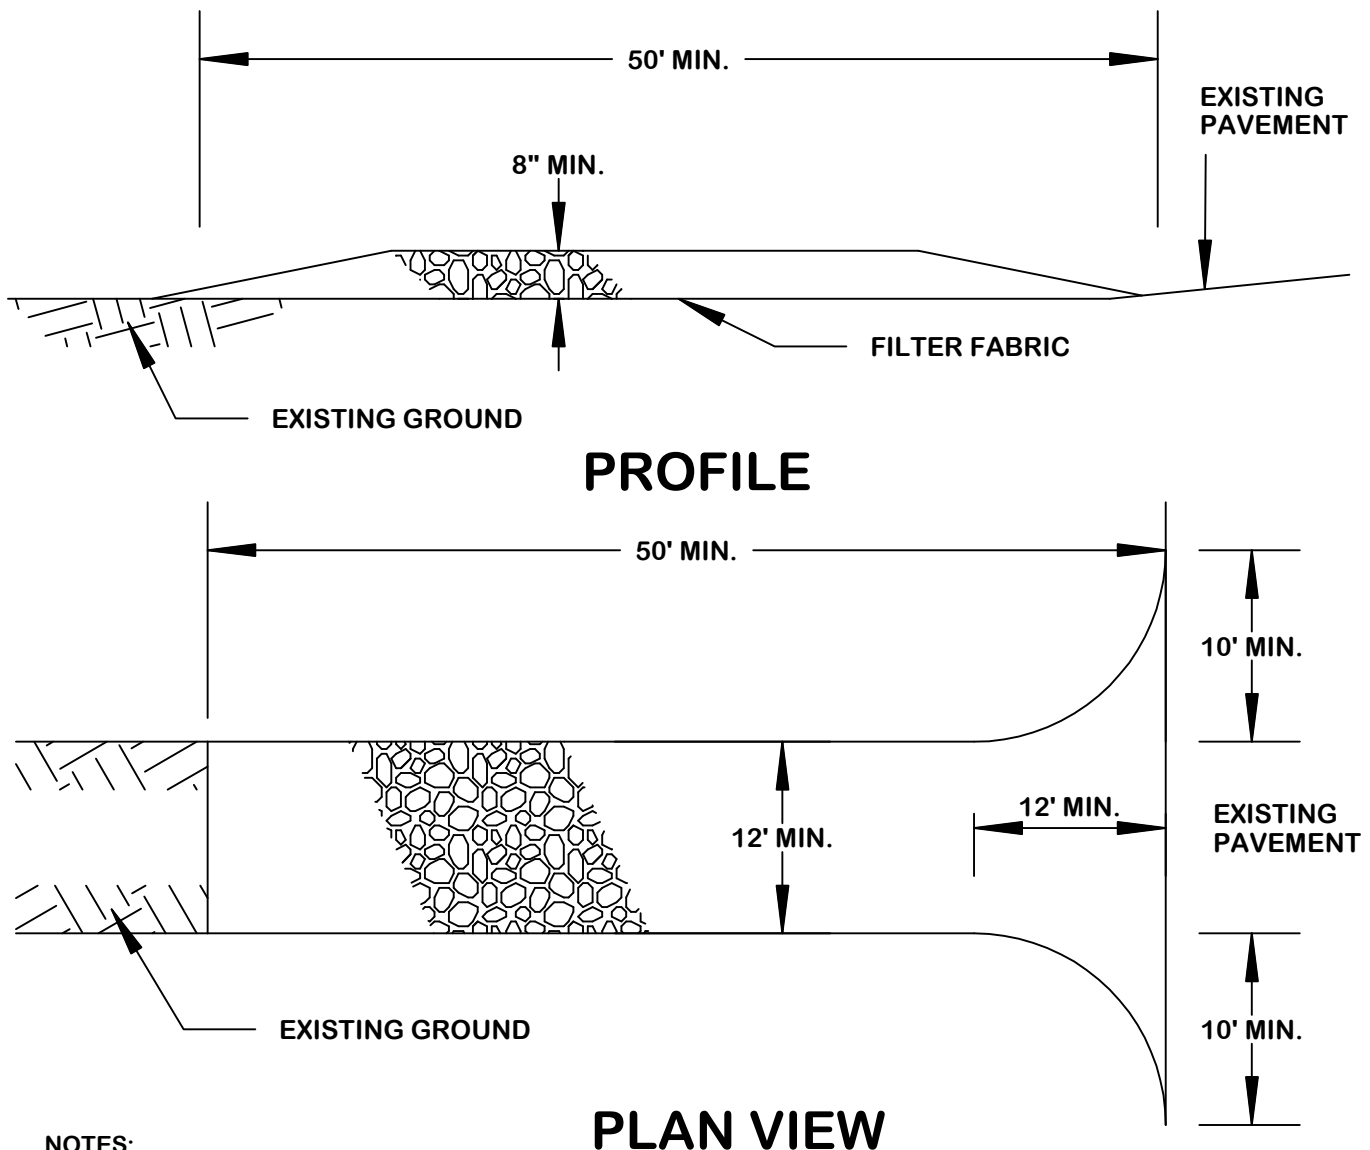 50' MIN.
EXISTING
PAVEMENT
8" MIN.
FILTER FABRIC
EXISTING GROUND
PROFILE
50' MIN.
10' MIN.
12' MIN.
12' MIN.
EXISTING
PAVEMENT
EXISTING GROUND
10' MIN.
PLAN VIEW
NOTES: